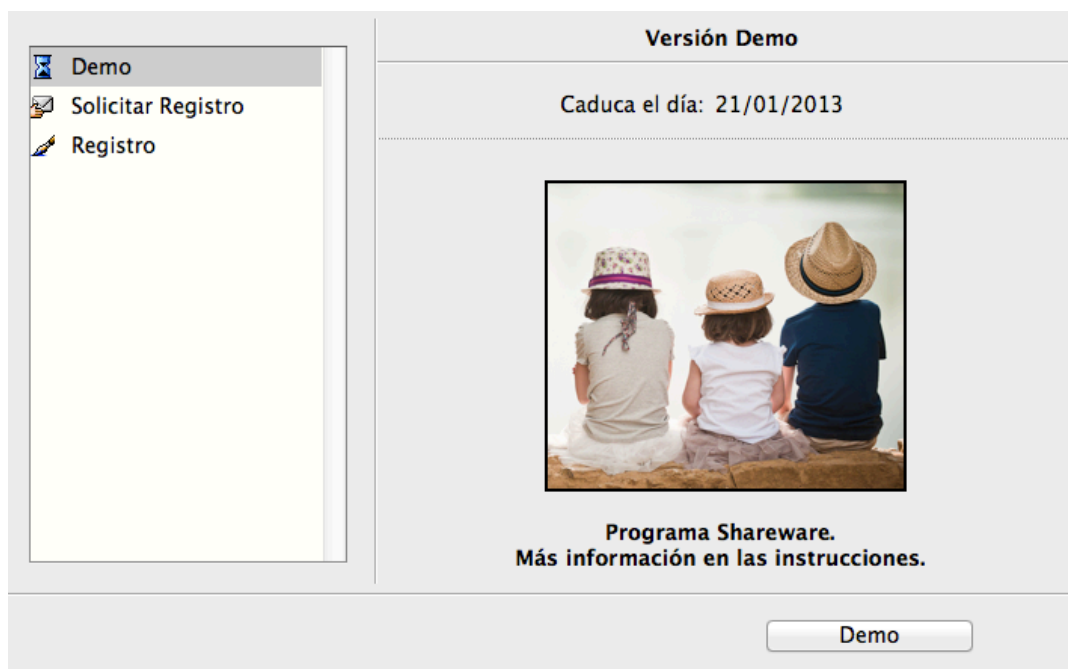 Demo
Solicitar Registro
Registro
Versión Demo
Caduca el día: 21/01/2013
Programa Shareware.
Más información en las instrucciones.
Demo